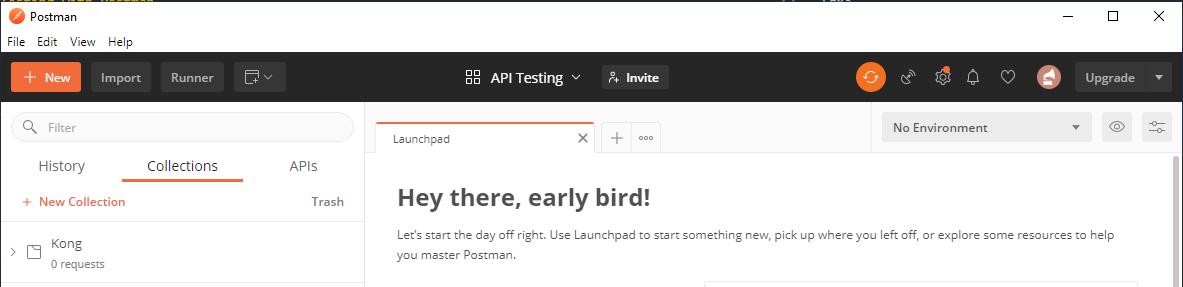 Postman
File Edit View Help
New Import Runner API Testing Invite Upgrade
Filter
History Collections APIs
+ New Collection Trash
Kong
0 requests
Launchpad
No Environment
Hey there, early bird!
Let's start the day off right. Use Launchpad to start something new, pick up where you left off, or explore some resources to help
you master Postman.